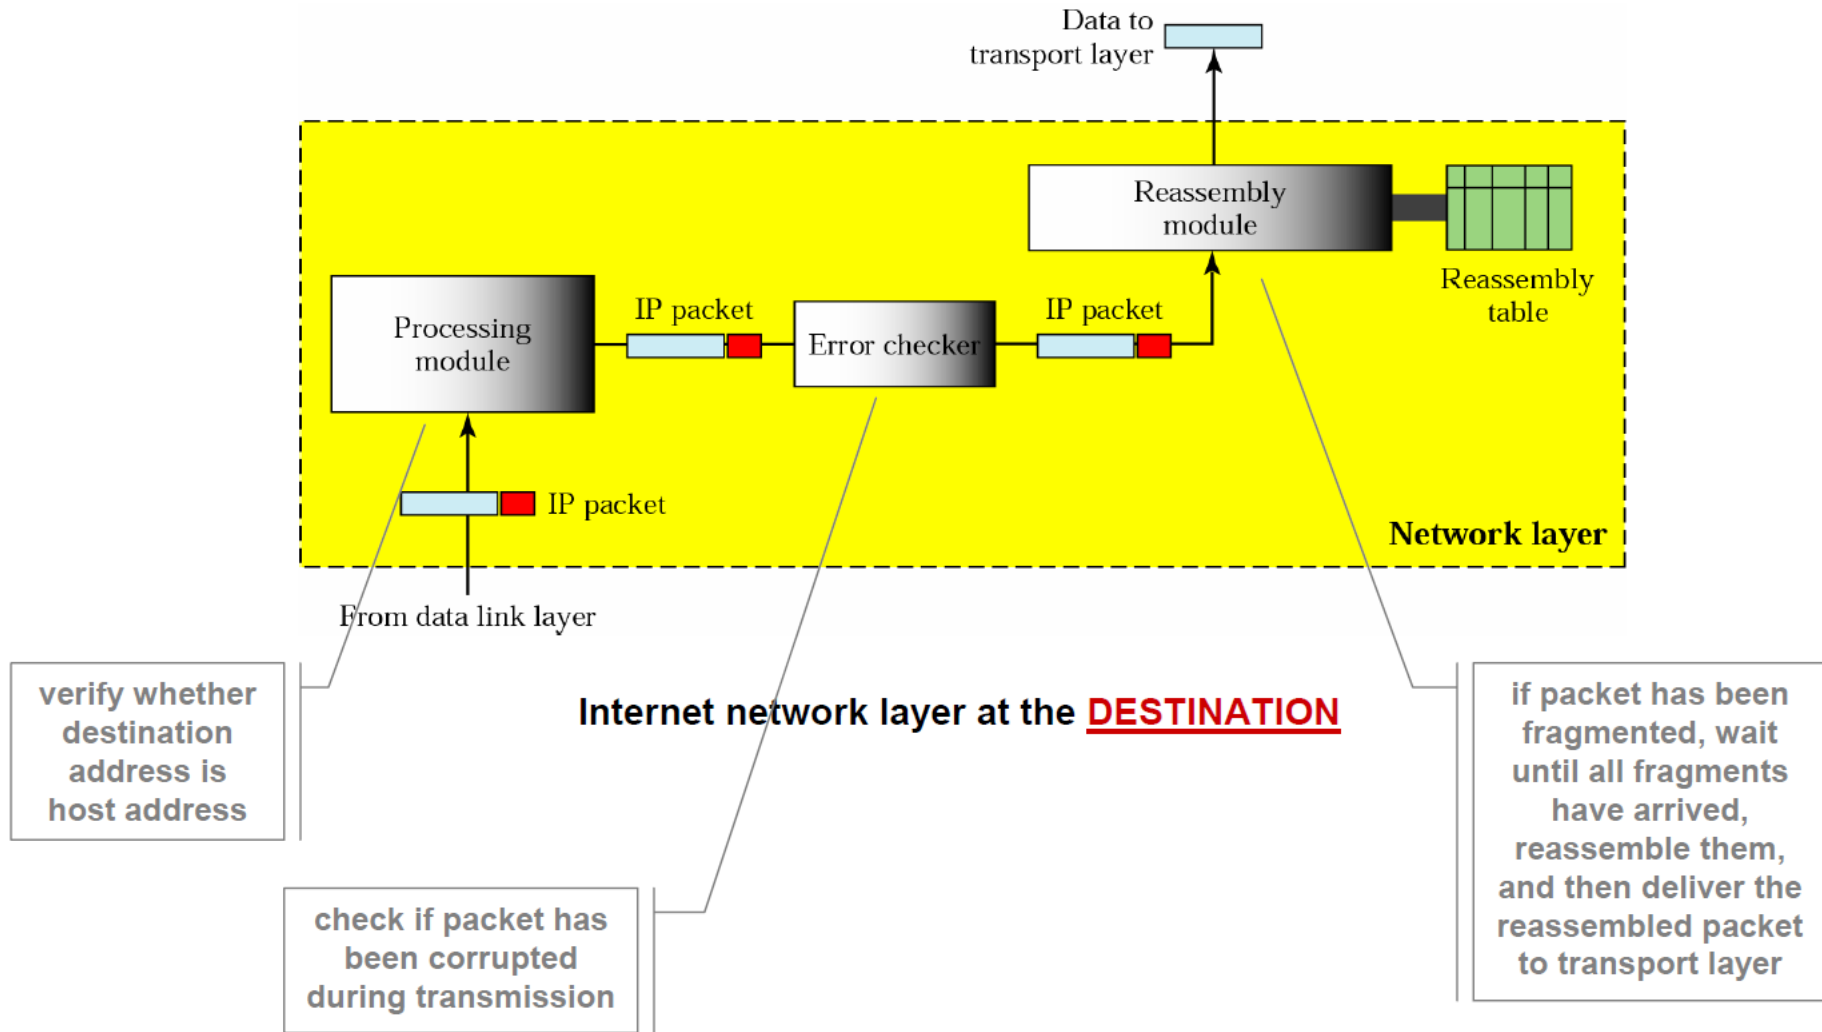 Data to
transport layer
Reassembly
module
Reassembly
table
IP packet
IP packet
Processing
module
Error checker
IP packet
Network layer
From data link layer
verify whether
destination
address is
host address
Internet network layer at the DESTINATION
if packet has been
fragmented, wait
until all fragments
have arrived,
reassemble them,
and then deliver the
reassembled packet
to transport layer
check if packet has
been corrupted
during transmission